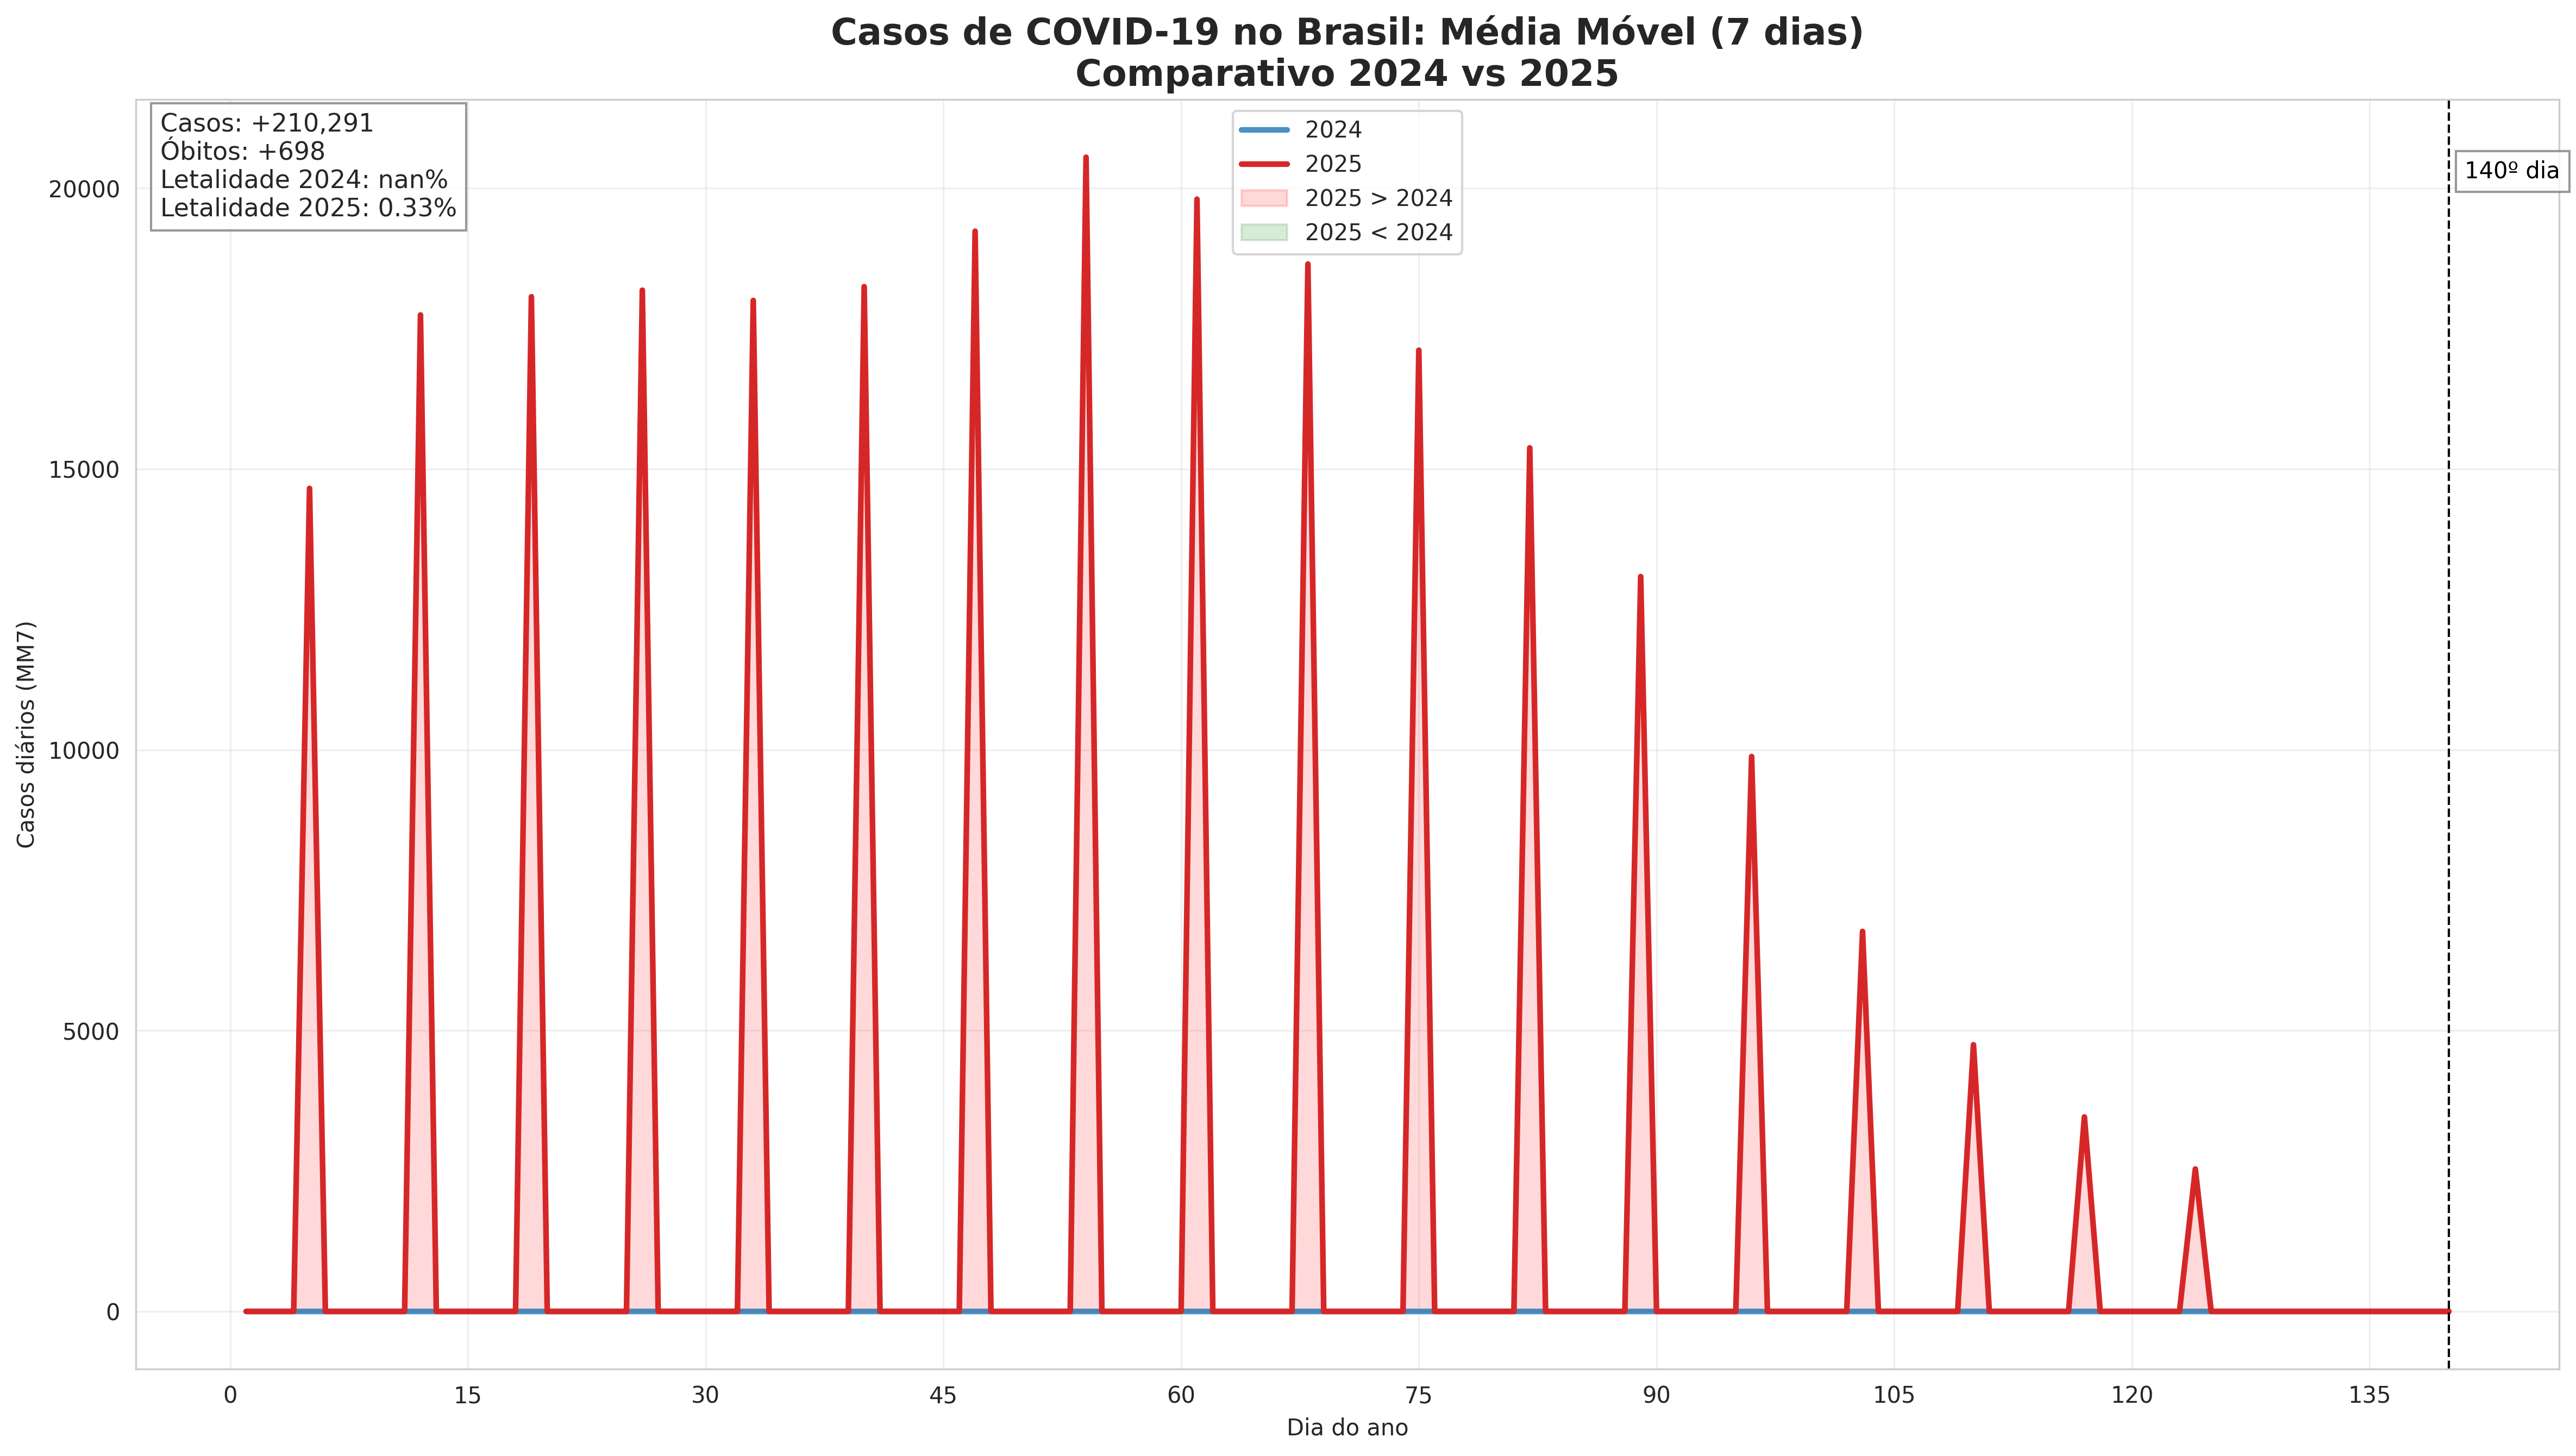 Casos de COVID-19 no Brasil: Média Móvel (7 dias)
Comparativo 2024 vs 2025
Casos: +210,291
Óbitos: +698
Letalidade 2024: nan%
Letalidade 2025: 0.33%
2024
2025
2025 > 2024
2025 < 2024
140º dia
20000
15000
10000
5000
0
Casos diários (MM7)
0 15 30 45 60 75 90 105 120 135
Dia do ano